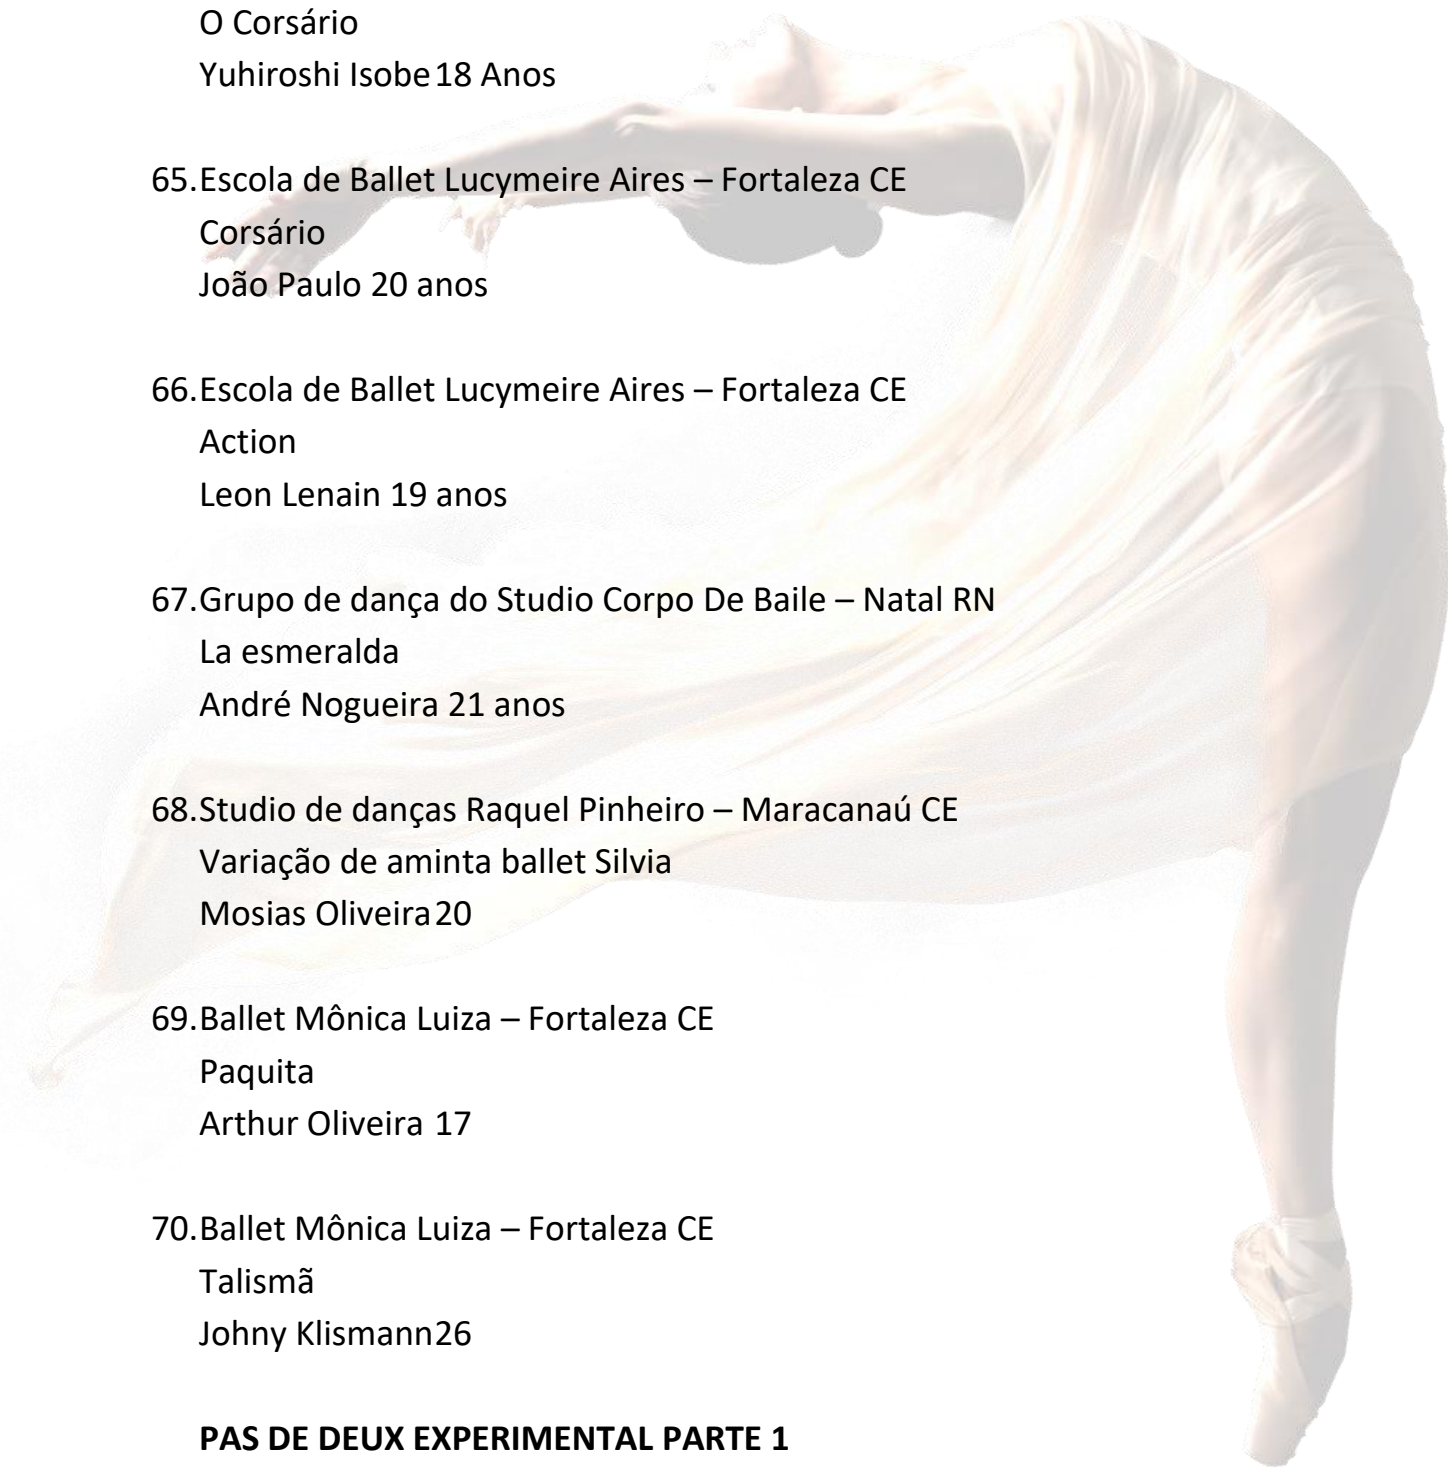 O Corsário
Yuhiroshi Isobe 18 Anos
65.Escola de Ballet Lucymeire Aires – Fortaleza CE
Corsário
João Paulo 20 anos
66.Escola de Ballet Lucymeire Aires – Fortaleza CE
Action
Leon Lenain 19 anos
67.Grupo de dança do Studio Corpo De Baile – Natal RN
La esmeralda
André Nogueira 21 anos
68.Studio de danças Raquel Pinheiro – Maracanaú CE
Variação de aminta ballet Silvia
Mosias Oliveira 20
69.Ballet Mônica Luiza – Fortaleza CE
Paquita
Arthur Oliveira 17
70.Ballet Mônica Luiza – Fortaleza CE
Talismã
Johny Klismann 26
PAS DE DEUX EXPERIMENTAL PARTE 1